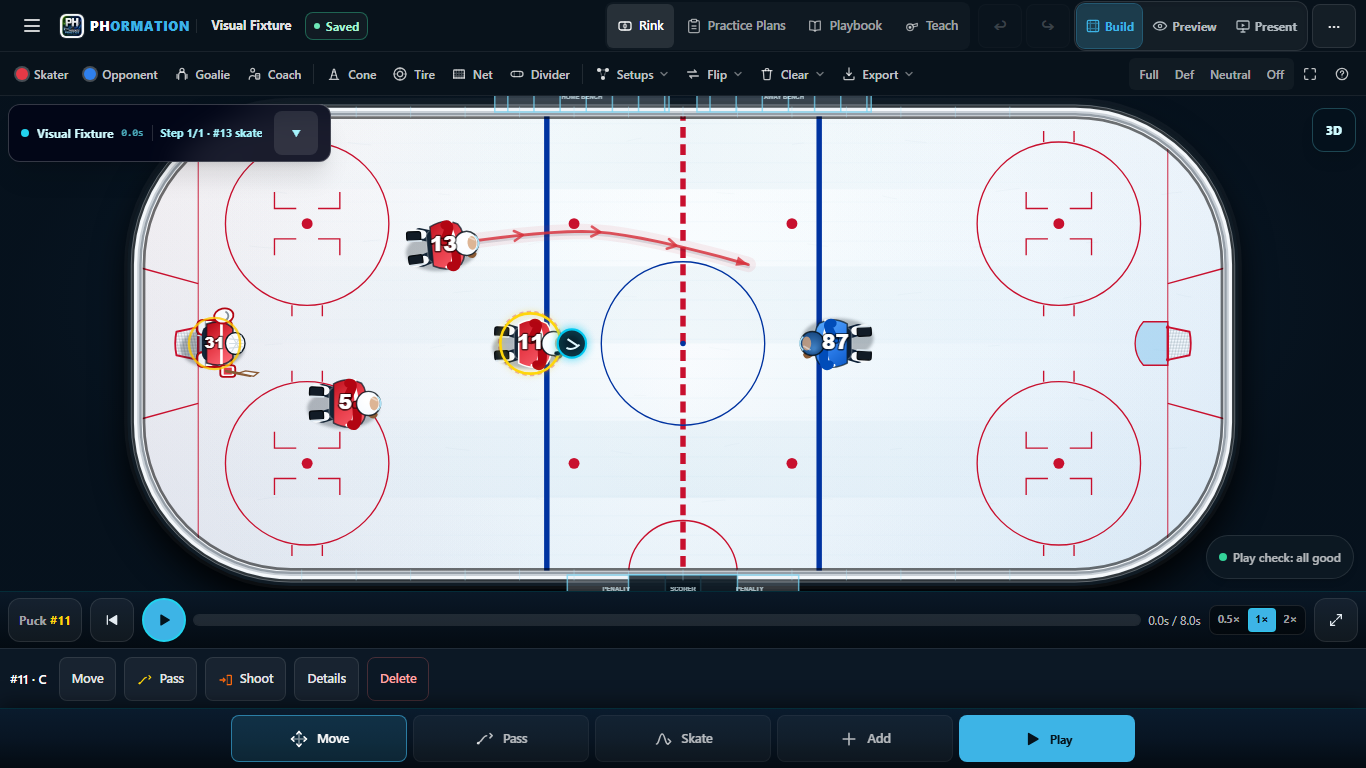 PH PHORMATION Visual Fixture Saved Rink Practice Plans Playbook Teach Build Preview Present ...
Skater Opponent Goalie Coach Cone Tire Net Divider Setups Flip Clear Export Full Def Neutral Off
HOME BENCH AWAY BENCH
Visual Fixture 0.0s Step 1/1 · #13 skate
3D
13
31
11
87
5
Play check: all good
PENALTY SCORER PENALTY
Puck #11 0.0s / 8.0s 0.5× 1× 2×
#11 · C Move Pass Shoot Details Delete
Move Pass Skate Add Play